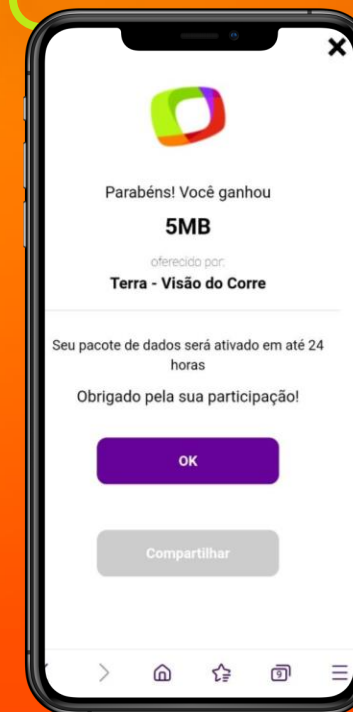 Parabéns! Você ganhou
5MB
oferecido por:
Terra - Visão do Corre
Seu pacote de dados será ativado em até 24
horas
Obrigado pela sua participação!
OK
Compartilhar
9